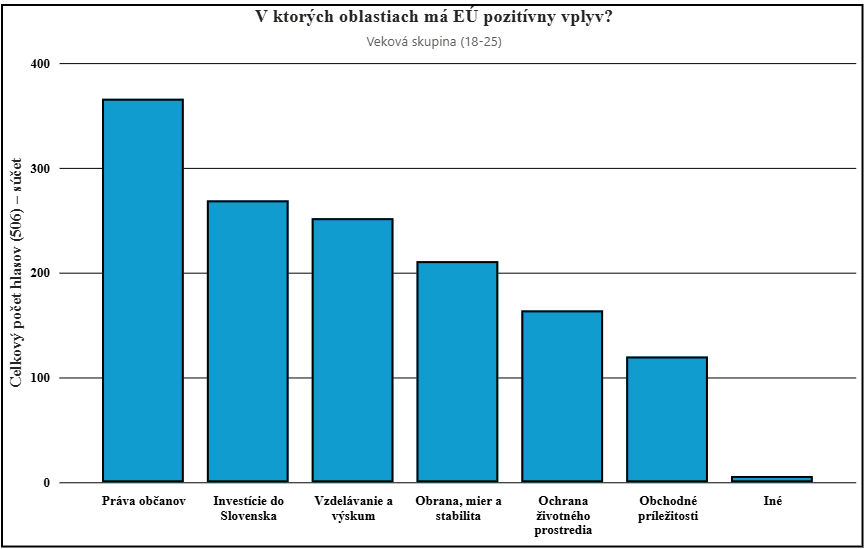 V ktorých oblastiach má EÚ pozitívny vplyv?
Veková skupina (18-25)
Celkový počet hlasov (506) – súčet
400
300
200
100
0
Práva občanov
Investície do
Slovenska
Vzdelávanie a
výskum
Obrana, mier a
stabilita
Ochrana
životného
prostredia
Obchodné
príležitosti
Iné